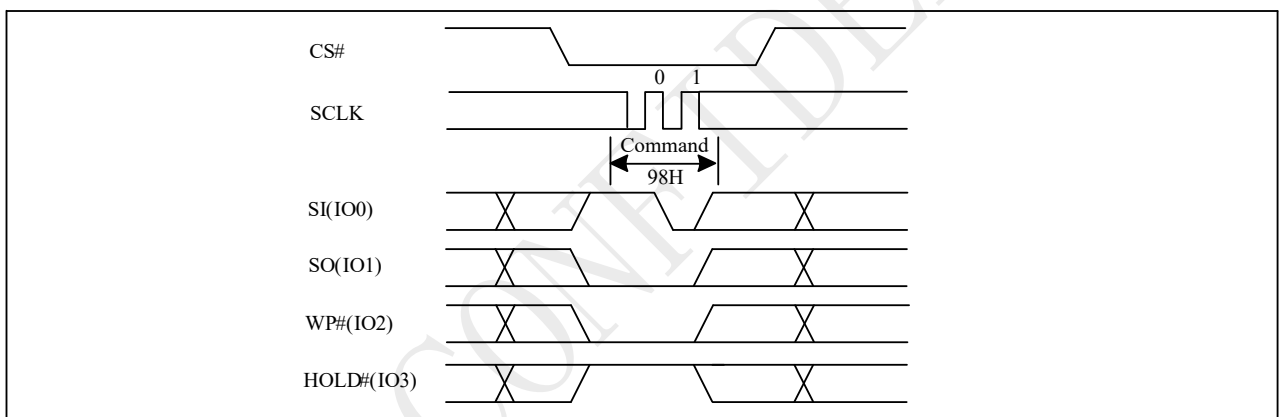 CS#
0 1
SCLK
Command
98H
SI(IO0)
SO(IO1)
WP#(IO2)
HOLD#(IO3)